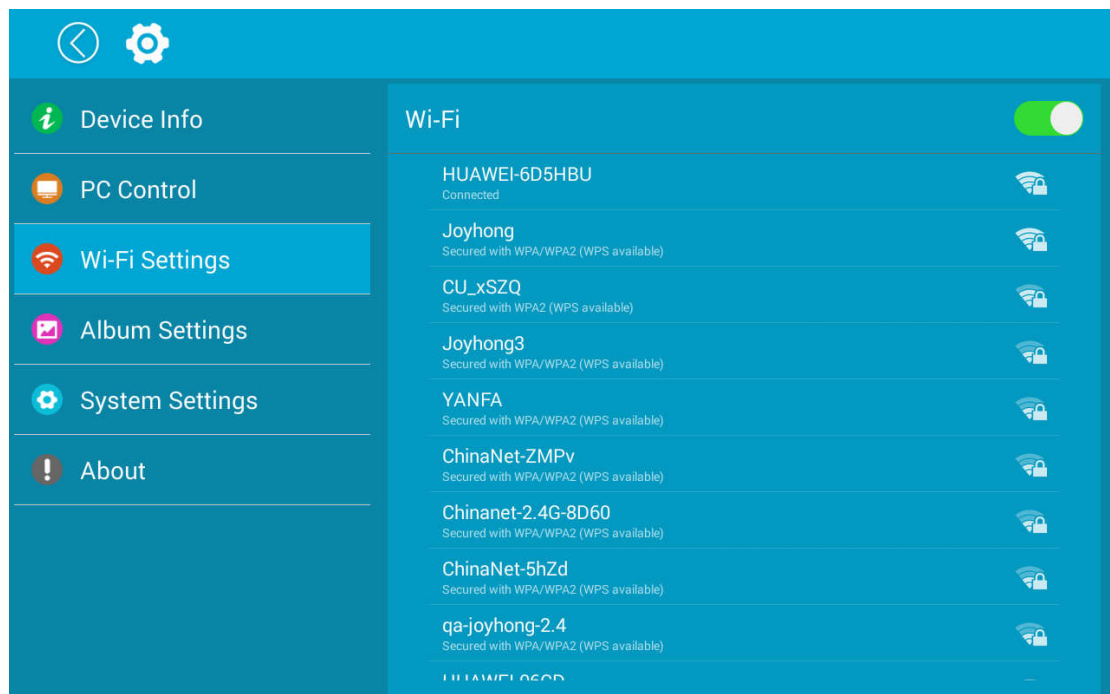 Device Info
PC Control
Wi-Fi Settings
Album Settings
System Settings
About
Wi-Fi
HUAWEI-6D5HBU
Connected
Joyhong
Secured with WPA/WPA2 (WPS available)
CU_xSZQ
Secured with WPA2 (WPS available)
Joyhong3
Secured with WPA/WPA2 (WPS available)
YANFA
Secured with WPA/WPA2 (WPS available)
ChinaNet-ZMPv
Secured with WPA/WPA2 (WPS available)
Chinanet-2.4G-8D60
Secured with WPA/WPA2 (WPS available)
ChinaNet-5hZd
Secured with WPA/WPA2 (WPS available)
qa-joyhong-2.4
Secured with WPA/WPA2 (WPS available)